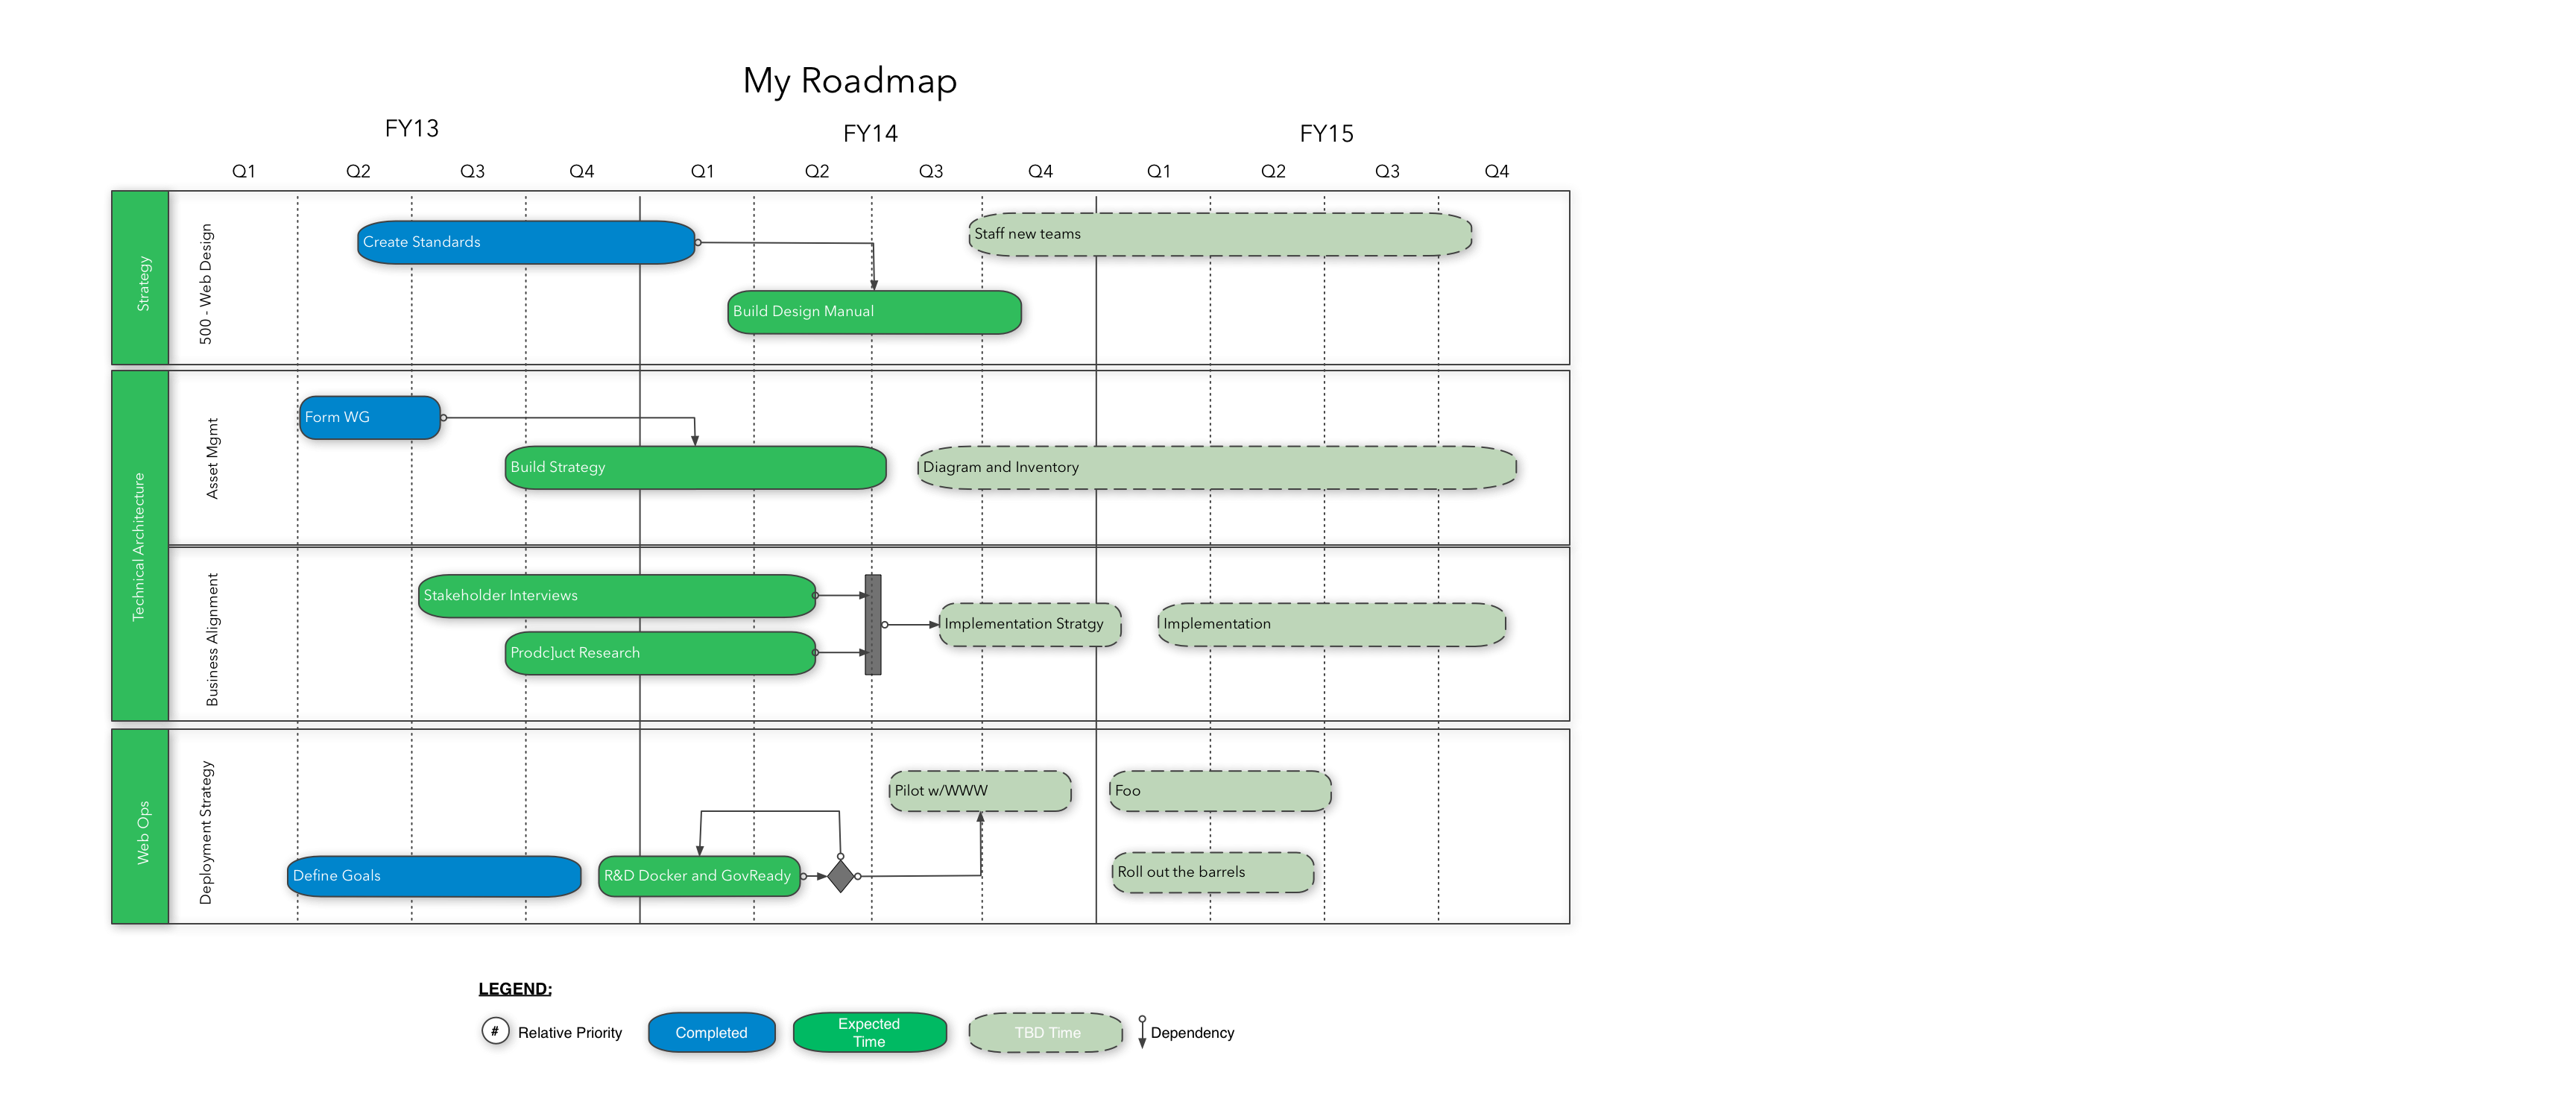 My Roadmap
FY13
FY14
FY15
Q1
Q2
Q3
Q4
Q1
Q2
Q3
Q4
Q1
Q2
Q3
Q4
Strategy
500 - Web Design
Create Standards
Staff new teams
Build Design Manual
Technical Architecture
Asset Mgmt
Form WG
Build Strategy
Diagram and Inventory
Business Alignment
Stakeholder Interviews
Implementation Stratgy
Implementation
Prodc]uct Research
Web Ops
Deployment Strategy
Pilot w/WWW
Foo
Define Goals
R&D Docker and GovReady
Roll out the barrels
LEGEND:
#
Relative Priority
Completed
Expected
Time
TBD Time
Dependency